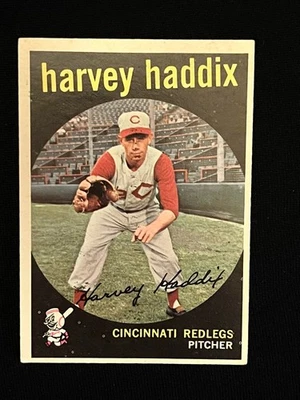 harvey haddix
C
C
Harvey Haddix
CINCINNATI REDLEGS
PITCHER